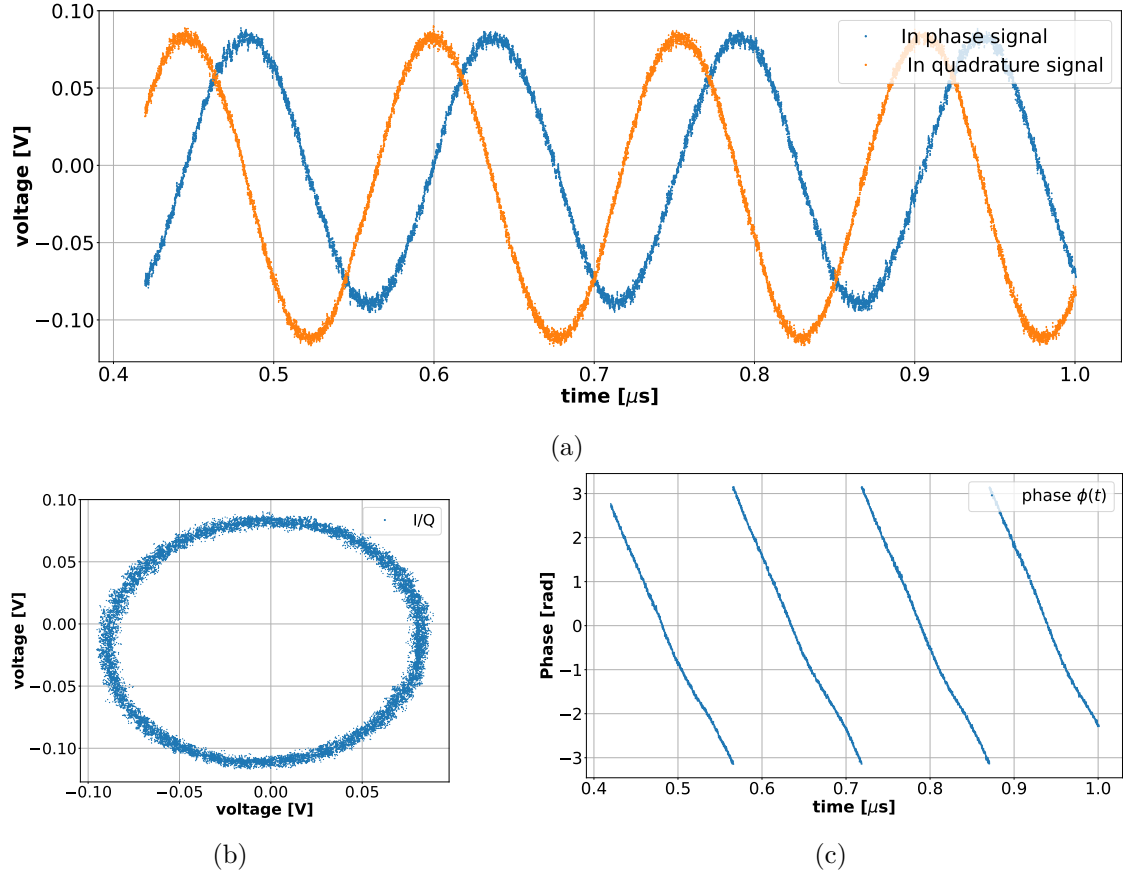 0.10
0.05
0.00
−0.05
−0.10
voltage [V]
In phase signal
In quadrature signal
0.4 0.5 0.6 0.7 0.8 0.9 1.0
time [μs]
(a)
0.10
0.05
0.00
−0.05
−0.10
voltage [V]
I/Q
−0.10 −0.05 0.00 0.05
voltage [V]
(b)
3
2
1
0
−1
−2
−3
Phase [rad]
phase ϕ(t)
0.4 0.5 0.6 0.7 0.8 0.9 1.0
time [μs]
(c)